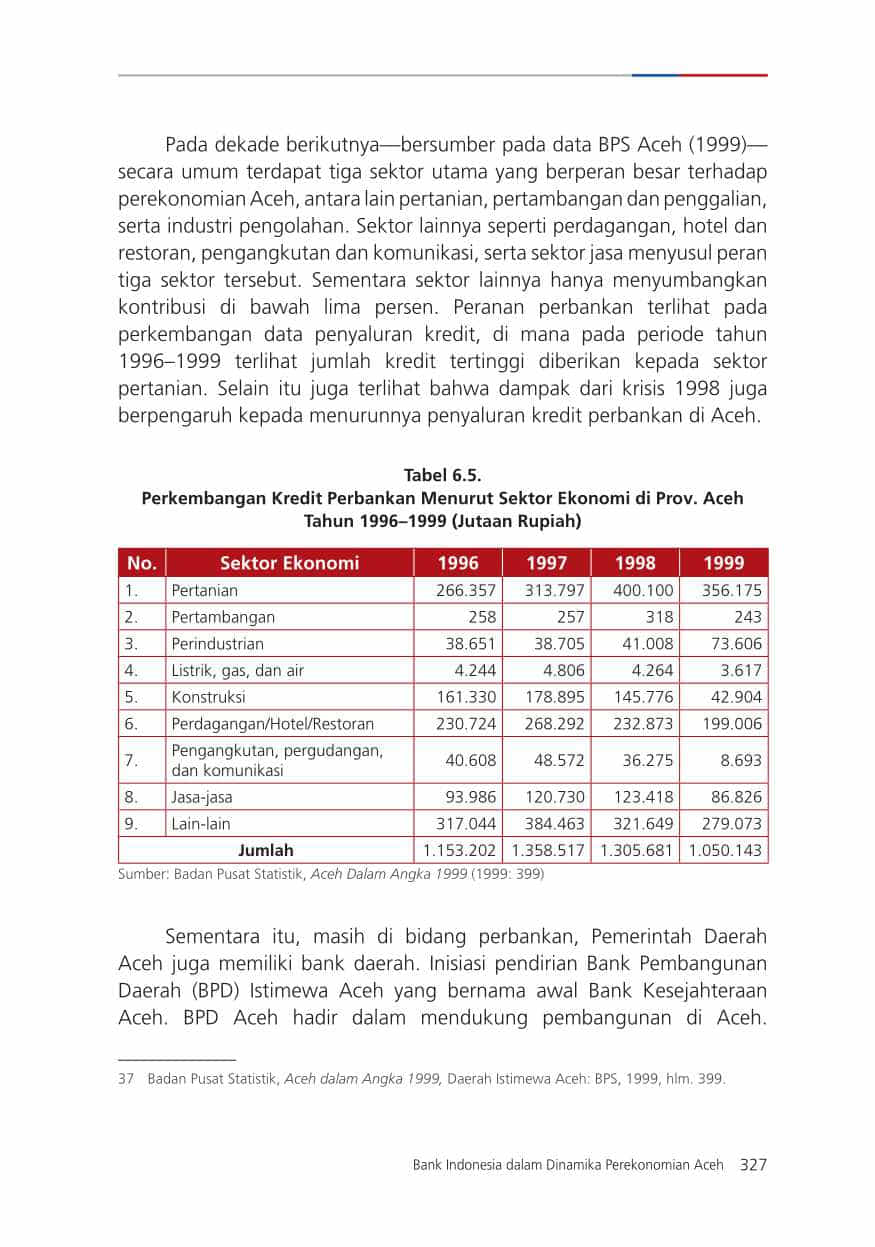 Pada dekade berikutnya—bersumber pada data BPS Aceh (1999)—
secara umum terdapat tiga sektor utama yang berperan besar terhadap
perekonomian Aceh, antara lain pertanian, pertambangan dan penggalian,
serta industri pengolahan. Sektor lainnya seperti perdagangan, hotel dan
restoran, pengangkutan dan komunikasi, serta sektor jasa menyusul peran
tiga sektor tersebut. Sementara sektor lainnya hanya menyumbangkan
kontribusi di bawah lima persen. Peranan perbankan terlihat pada
perkembangan data penyaluran kredit, di mana pada periode tahun
1996–1999 terlihat jumlah kredit tertinggi diberikan kepada sektor
pertanian. Selain itu juga terlihat bahwa dampak dari krisis 1998 juga
berpengaruh kepada menurunnya penyaluran kredit perbankan di Aceh.
Tabel 6.5.
Perkembangan Kredit Perbankan Menurut Sektor Ekonomi di Prov. Aceh
Tahun 1996–1999 (Jutaan Rupiah)
No. Sektor Ekonomi 1996 1997 1998 1999
1. Pertanian 266.357 313.797 400.100 356.175
2. Pertambangan 258 257 318 243
3. Perindustrian 38.651 38.705 41.008 73.606
4. Listrik, gas, dan air 4.244 4.806 4.264 3.617
5. Konstruksi 161.330 178.895 145.776 42.904
6. Perdagangan/Hotel/Restoran 230.724 268.292 232.873 199.006
7. Pengangkutan, pergudangan,
dan komunikasi 40.608 48.572 36.275 8.693
8. Jasa-jasa 93.986 120.730 123.418 86.826
9. Lain-lain 317.044 384.463 321.649 279.073
Jumlah 1.153.202 1.358.517 1.305.681 1.050.143
Sumber: Badan Pusat Statistik, Aceh Dalam Angka 1999 (1999: 399)
Sementara itu, masih di bidang perbankan, Pemerintah Daerah
Aceh juga memiliki bank daerah. Inisiasi pendirian Bank Pembangunan
Daerah (BPD) Istimewa Aceh yang bernama awal Bank Kesejahteraan
Aceh. BPD Aceh hadir dalam mendukung pembangunan di Aceh.
37 Badan Pusat Statistik, Aceh dalam Angka 1999, Daerah Istimewa Aceh: BPS, 1999, hlm. 399.
Bank Indonesia dalam Dinamika Perekonomian Aceh 327